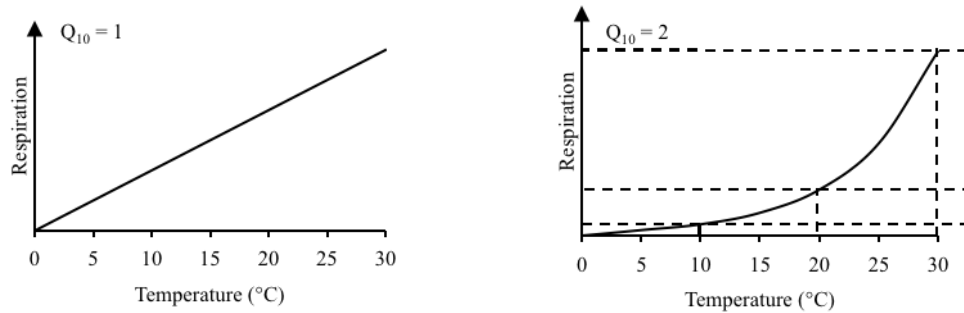 Q₁₀ = 1
Respiration
0 5 10 15 20 25 30
Temperature (°C)
Q₁₀ = 2
Respiration
0 5 10 15 20 25 30
Temperature (°C)